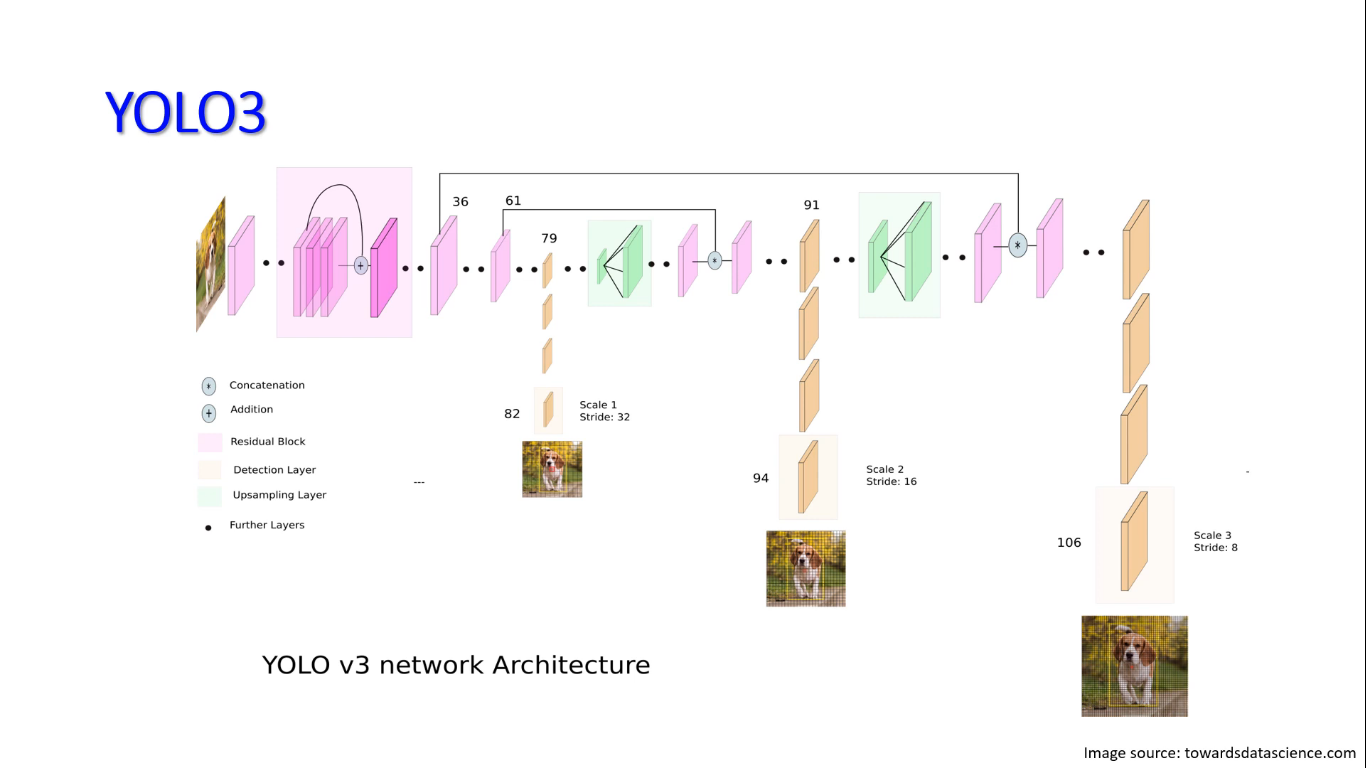 YOLO3
36
61
79
91
*
*
+
Scale 1
Stride: 32
82
* Concatenation
+ Addition
Residual Block
Detection Layer
Upsampling Layer
Further Layers
---
94
Scale 2
Stride: 16
-
106
Scale 3
Stride: 8
YOLO v3 network Architecture
Image source: towardsdatascience.com